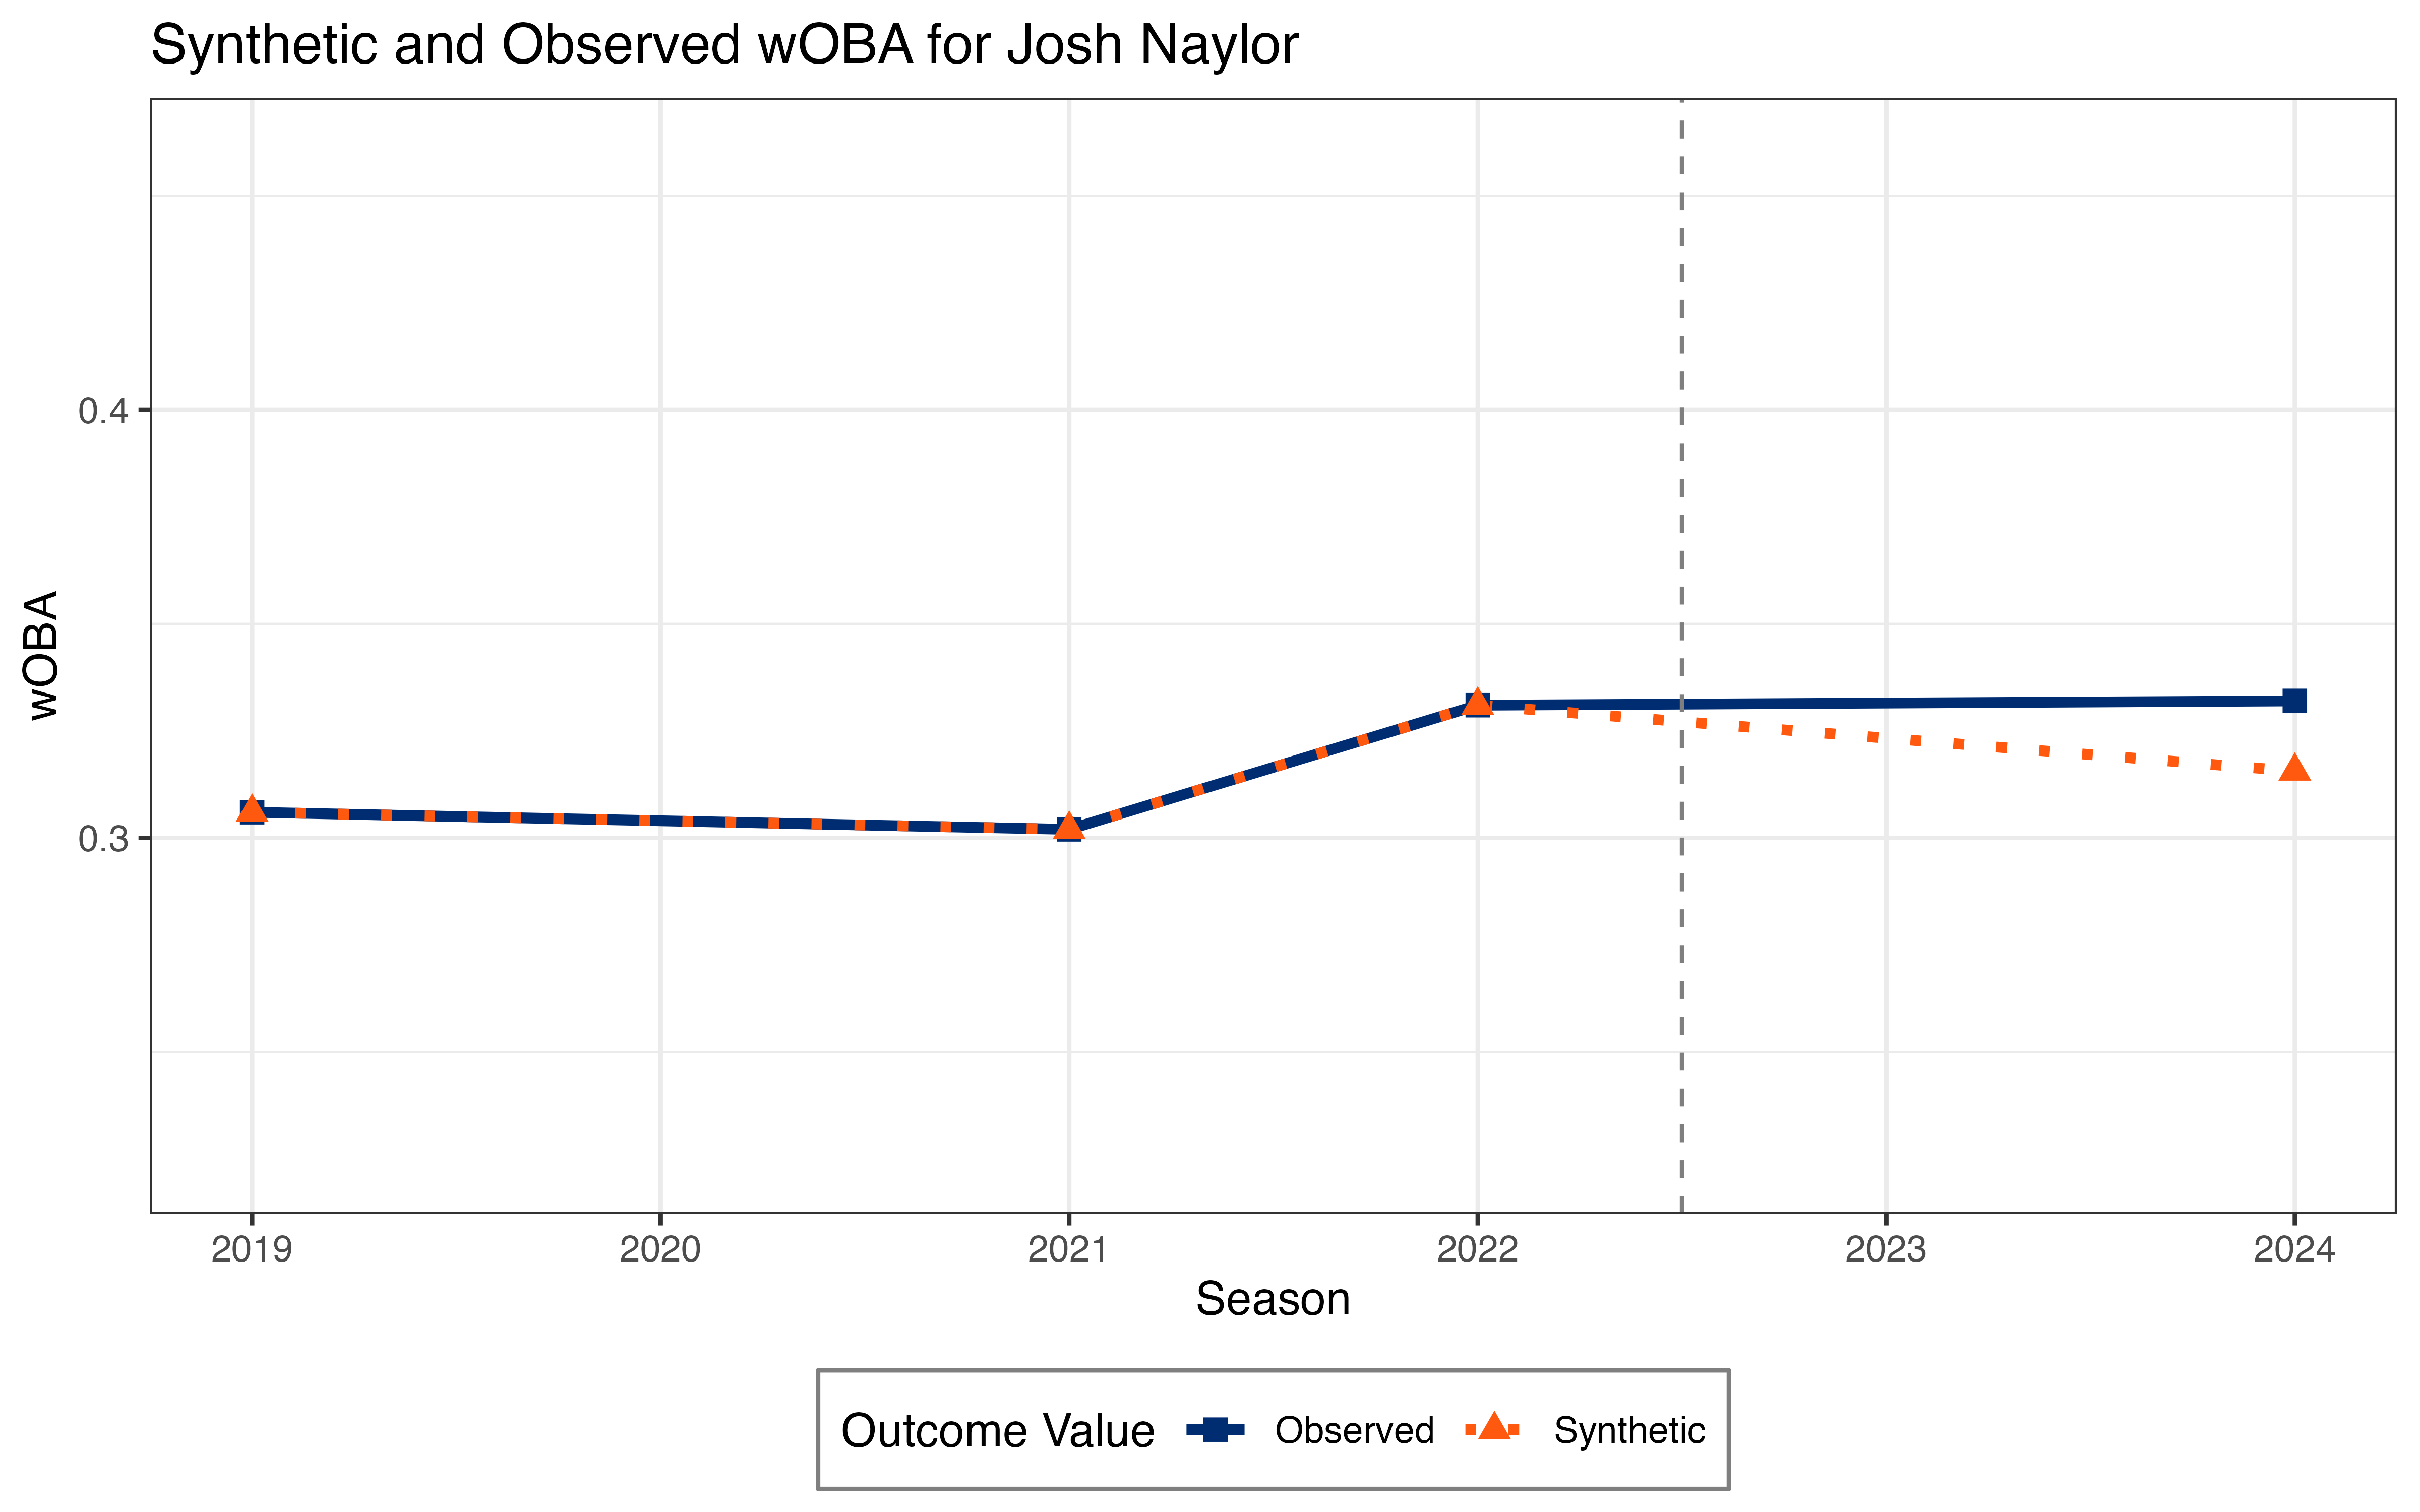 Synthetic and Observed wOBA for Josh Naylor
wOBA
0.4
0.3
2019 2020 2021 2022 2023 2024
Season
Outcome Value Observed Synthetic